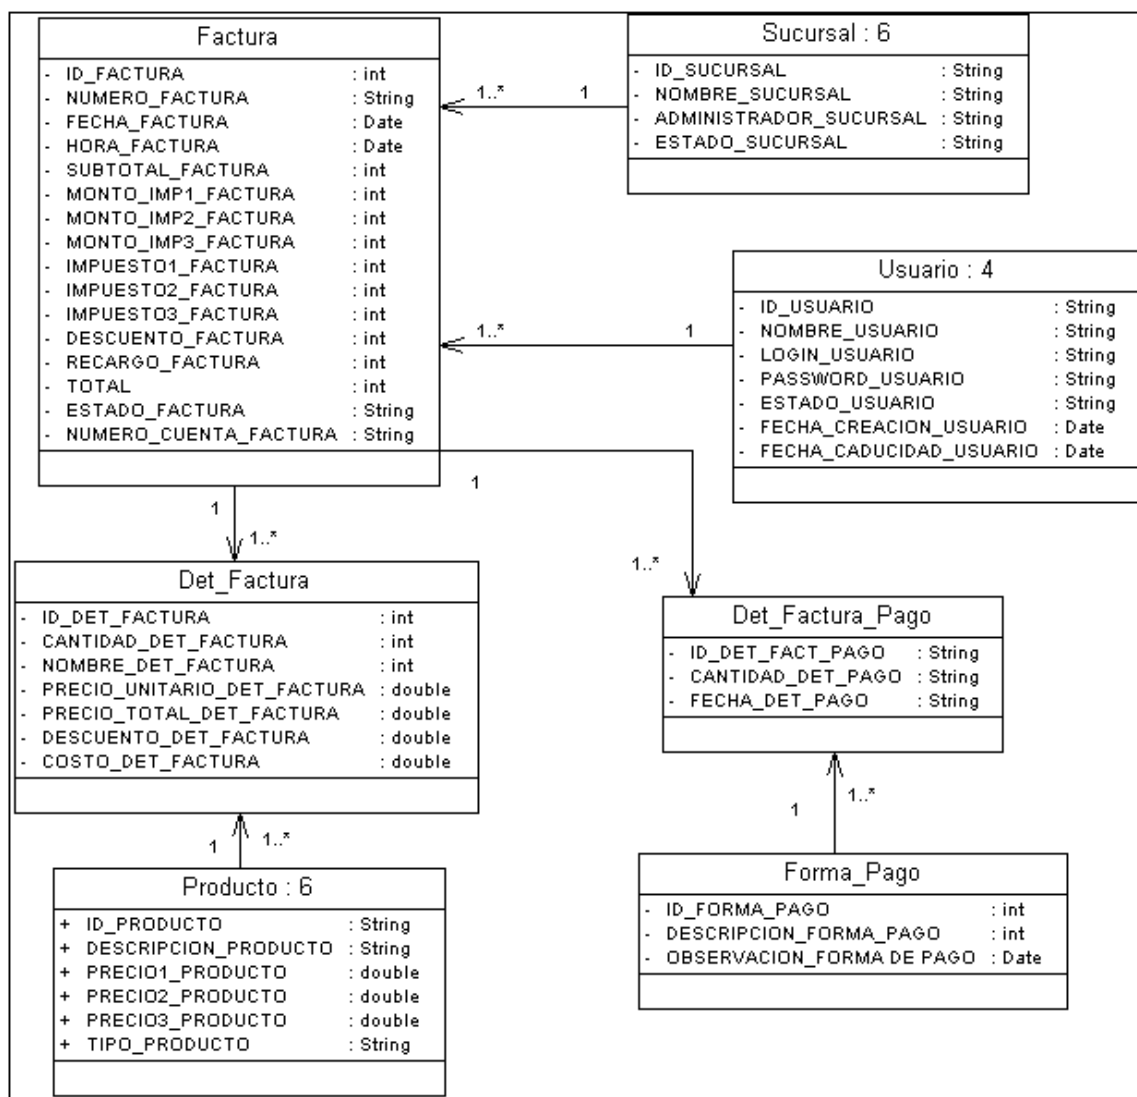 Factura
- ID_FACTURA : int
- NUMERO_FACTURA : String
- FECHA_FACTURA : Date
- HORA_FACTURA : Date
- SUBTOTAL_FACTURA : int
- MONTO_IMP1_FACTURA : int
- MONTO_IMP2_FACTURA : int
- MONTO_IMP3_FACTURA : int
- IMPUESTO1_FACTURA : int
- IMPUESTO2_FACTURA : int
- IMPUESTO3_FACTURA : int
- DESCUENTO_FACTURA : int
- RECARGO_FACTURA : int
- TOTAL : int
- ESTADO_FACTURA : String
- NUMERO_CUENTA_FACTURA : String
1..* 1
Sucursal : 6
- ID_SUCURSAL : String
- NOMBRE_SUCURSAL : String
- ADMINISTRADOR_SUCURSAL : String
- ESTADO_SUCURSAL : String
1..* 1
Usuario : 4
- ID_USUARIO : String
- NOMBRE_USUARIO : String
- LOGIN_USUARIO : String
- PASSWORD_USUARIO : String
- ESTADO_USUARIO : String
- FECHA_CREACION_USUARIO : Date
- FECHA_CADUCIDAD_USUARIO : Date
1
1..*
1
1..*
Det_Factura
- ID_DET_FACTURA : int
- CANTIDAD_DET_FACTURA : int
- NOMBRE_DET_FACTURA : int
- PRECIO_UNITARIO_DET_FACTURA : double
- PRECIO_TOTAL_DET_FACTURA : double
- DESCUENTO_DET_FACTURA : double
- COSTO_DET_FACTURA : double
Det_Factura_Pago
- ID_DET_FACT_PAGO : String
- CANTIDAD_DET_PAGO : String
- FECHA_DET_PAGO : String
1 1..*
1 1..*
Producto : 6
+ ID_PRODUCTO : String
+ DESCRIPCION_PRODUCTO : String
+ PRECIO1_PRODUCTO : double
+ PRECIO2_PRODUCTO : double
+ PRECIO3_PRODUCTO : double
+ TIPO_PRODUCTO : String
Forma_Pago
- ID_FORMA_PAGO : int
- DESCRIPCION_FORMA_PAGO : int
- OBSERVACION_FORMA DE PAGO : Date